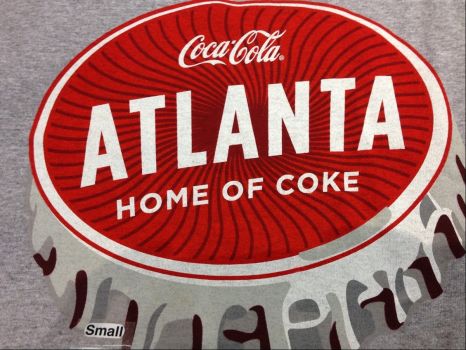 Coca-Cola®
ATLANTA
HOME OF COKE
Small